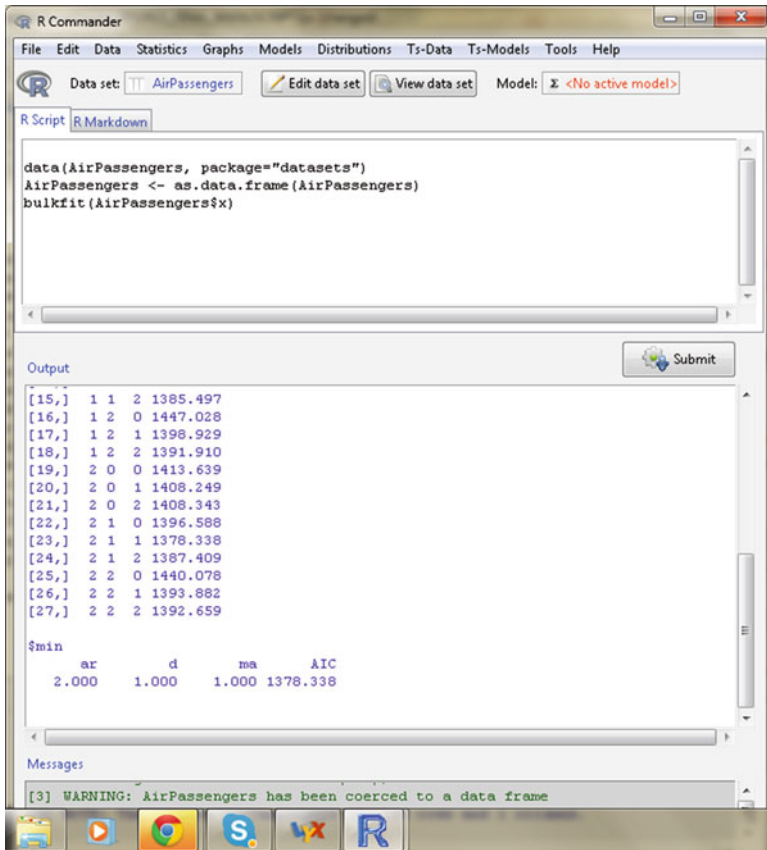 R Commander
File Edit Data Statistics Graphs Models Distributions Ts-Data Ts-Models Tools Help
Data set: AirPassengers Edit data set View data set Model: Σ <No active model>
R Script R Markdown
data(AirPassengers, package="datasets")
AirPassengers <- as.data.frame(AirPassengers)
bulkfit(AirPassengers$x)
Submit
Output
[15,] 1 1 2 1385.497
[16,] 1 2 0 1447.028
[17,] 1 2 1 1398.929
[18,] 1 2 2 1391.910
[19,] 2 0 0 1413.639
[20,] 2 0 1 1408.249
[21,] 2 0 2 1408.343
[22,] 2 1 0 1396.588
[23,] 2 1 1 1378.338
[24,] 2 1 2 1387.409
[25,] 2 2 0 1440.078
[26,] 2 2 1 1393.882
[27,] 2 2 2 1392.659
$min
ar d ma AIC
2.000 1.000 1.000 1378.338
Messages
[3] WARNING: AirPassengers has been coerced to a data frame